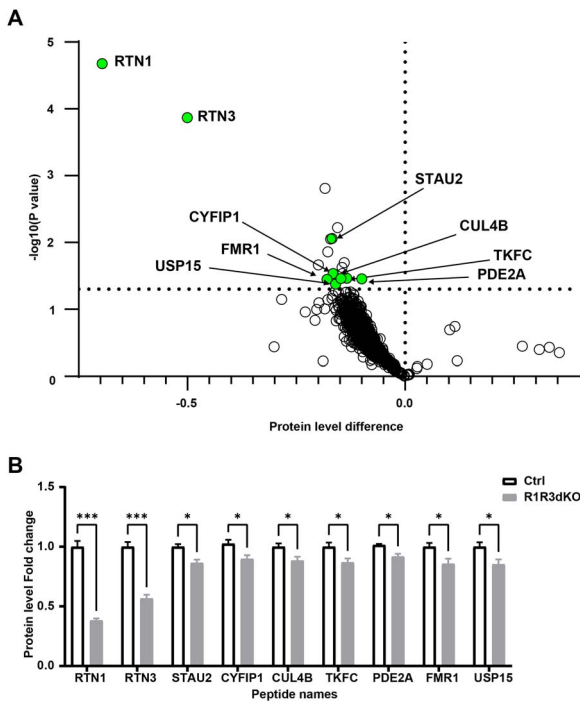 A
5
4
3
2
1
0
-log10(P value)
RTN1
RTN3
STAU2
CYFIP1
CUL4B
FMR1
TKFC
USP15
PDE2A
-0.5
0.0
Protein level difference
B
Ctrl
R1R3dKO
1.5
1.0
0.5
0.0
Protein level Fold change
*** *** * * * * * * *
RTN1 RTN3 STAU2 CYFIP1 CUL4B TKFC PDE2A FMR1 USP15
Peptide names